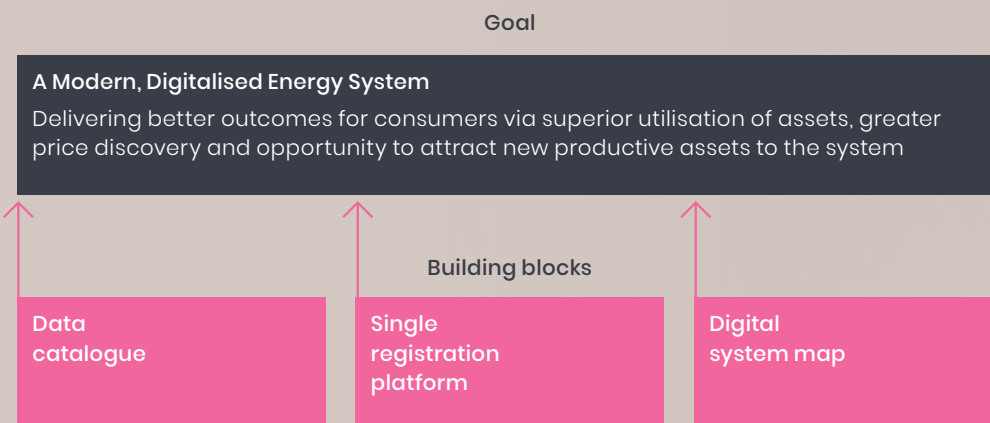 Goal
A Modern, Digitalised Energy System
Delivering better outcomes for consumers via superior utilisation of assets, greater
price discovery and opportunity to attract new productive assets to the system
Building blocks
Data
catalogue
Single
registration
platform
Digital
system map